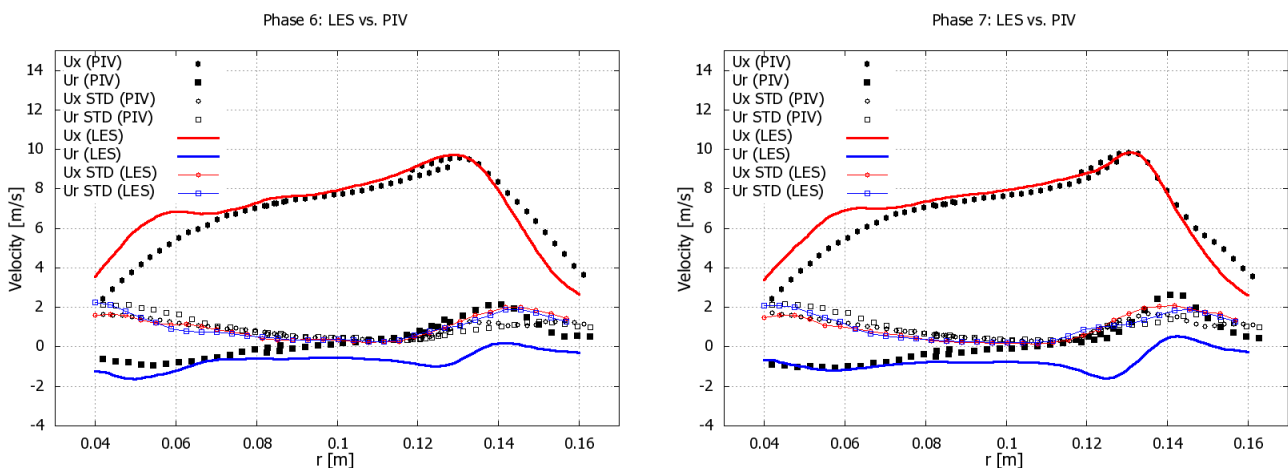 Phase 6: LES vs. PIV
Velocity [m/s]
14
12
10
8
6
4
2
0
-2
-4
Ux (PIV)
Ur (PIV)
Ux STD (PIV)
Ur STD (PIV)
Ux (LES)
Ur (LES)
Ux STD (LES)
Ur STD (LES)
0.04 0.06 0.08 0.1 0.12 0.14 0.16
r [m]
Phase 7: LES vs. PIV
Velocity [m/s]
14
12
10
8
6
4
2
0
-2
-4
Ux (PIV)
Ur (PIV)
Ux STD (PIV)
Ur STD (PIV)
Ux (LES)
Ur (LES)
Ux STD (LES)
Ur STD (LES)
0.04 0.06 0.08 0.1 0.12 0.14 0.16
r [m]